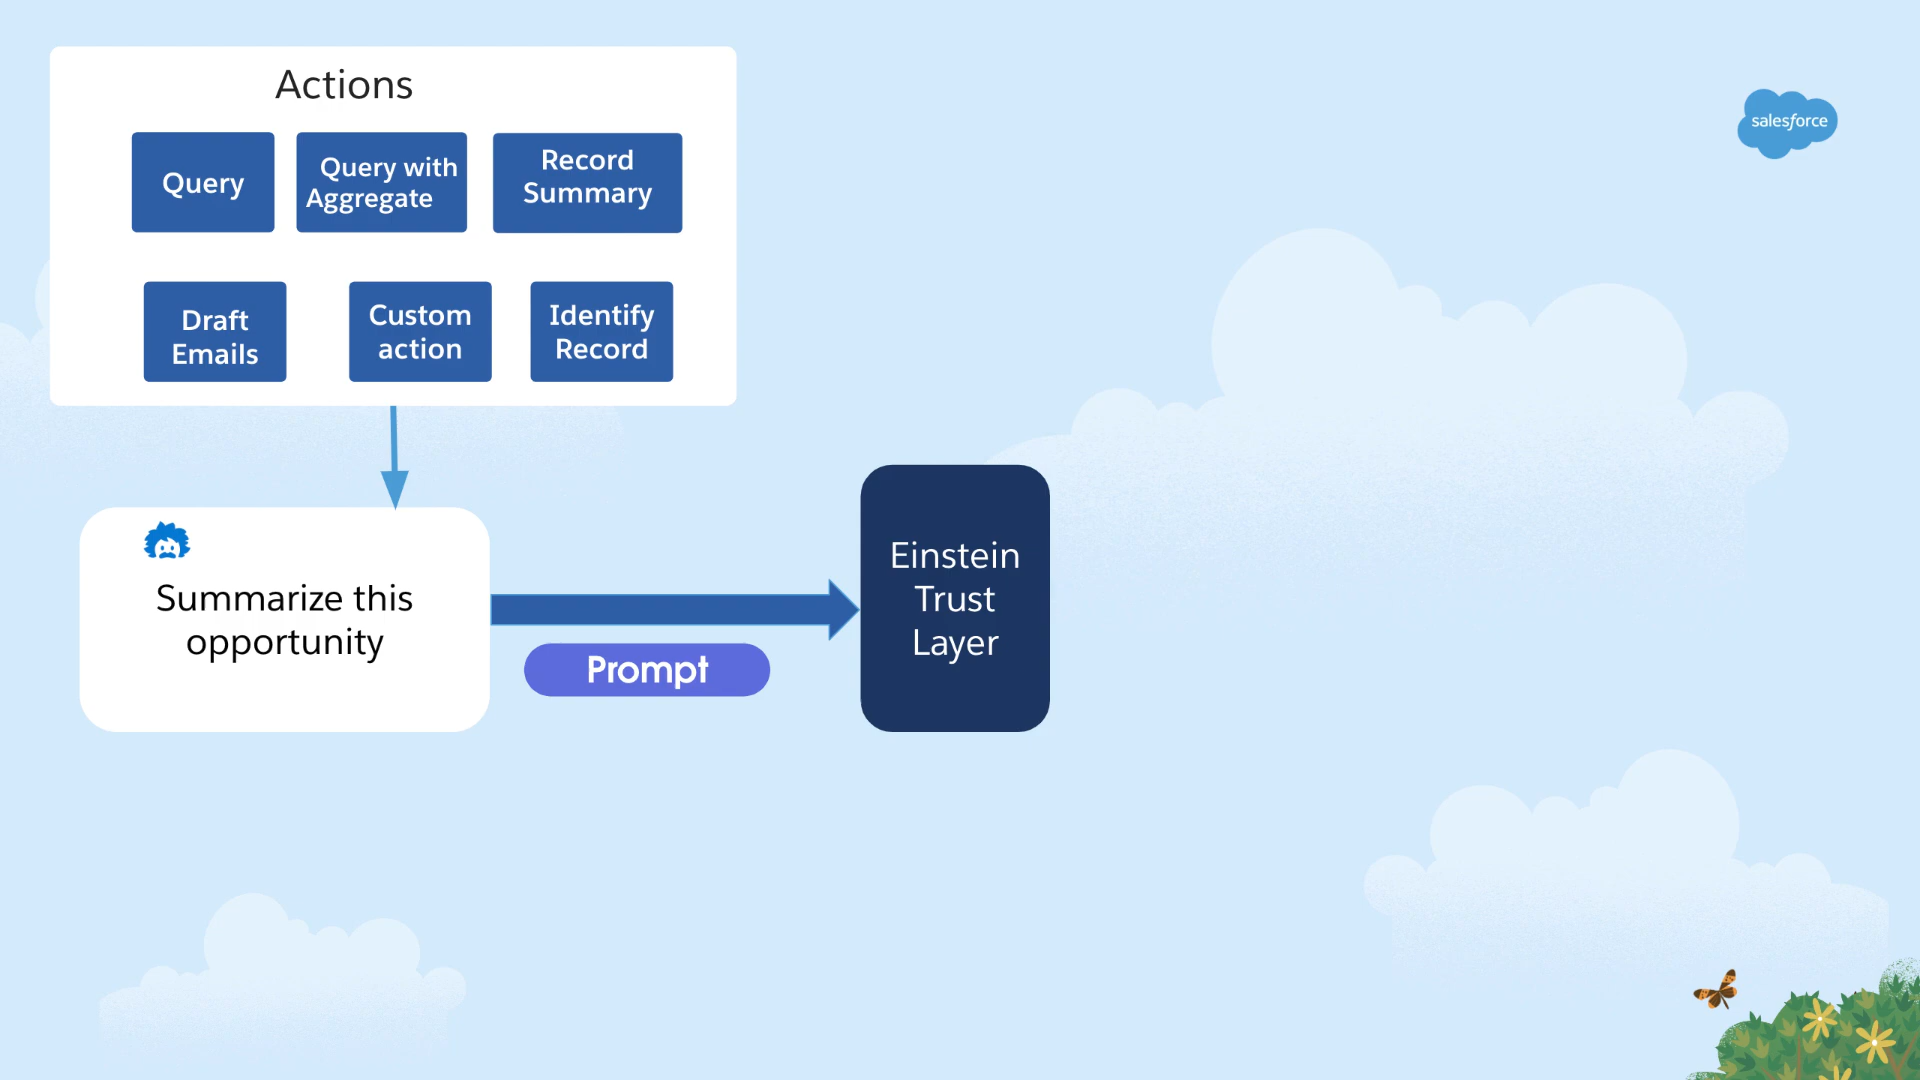 Actions
Query
Query with
Aggregate
Record
Summary
Draft
Emails
Custom
action
Identify
Record
salesforce
Summarize this
opportunity
Prompt
Einstein
Trust
Layer